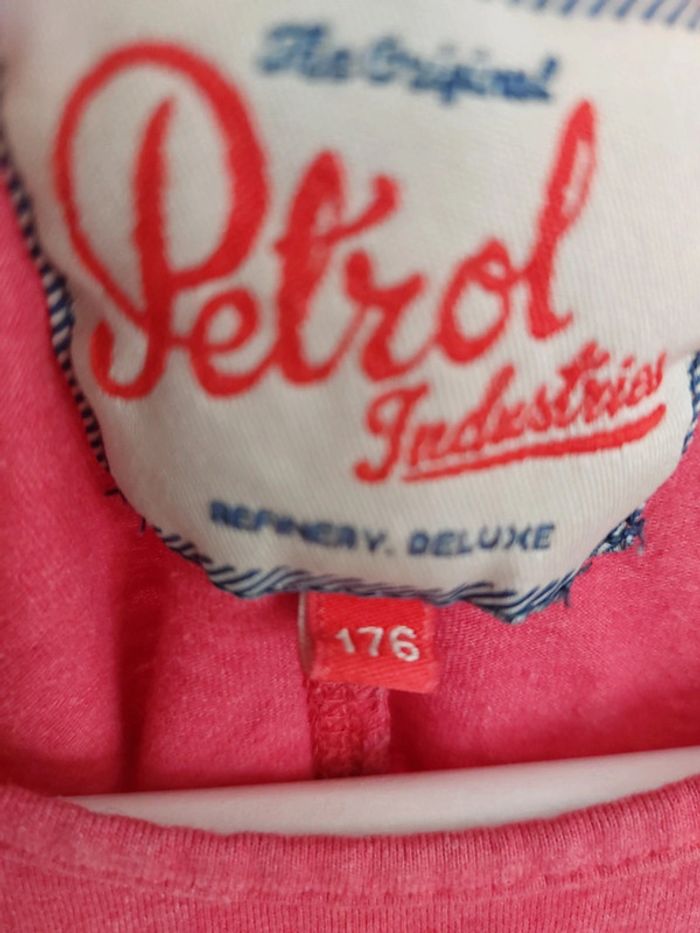 The Original
Petrol
Industries
REFINERY. DELUXE
176